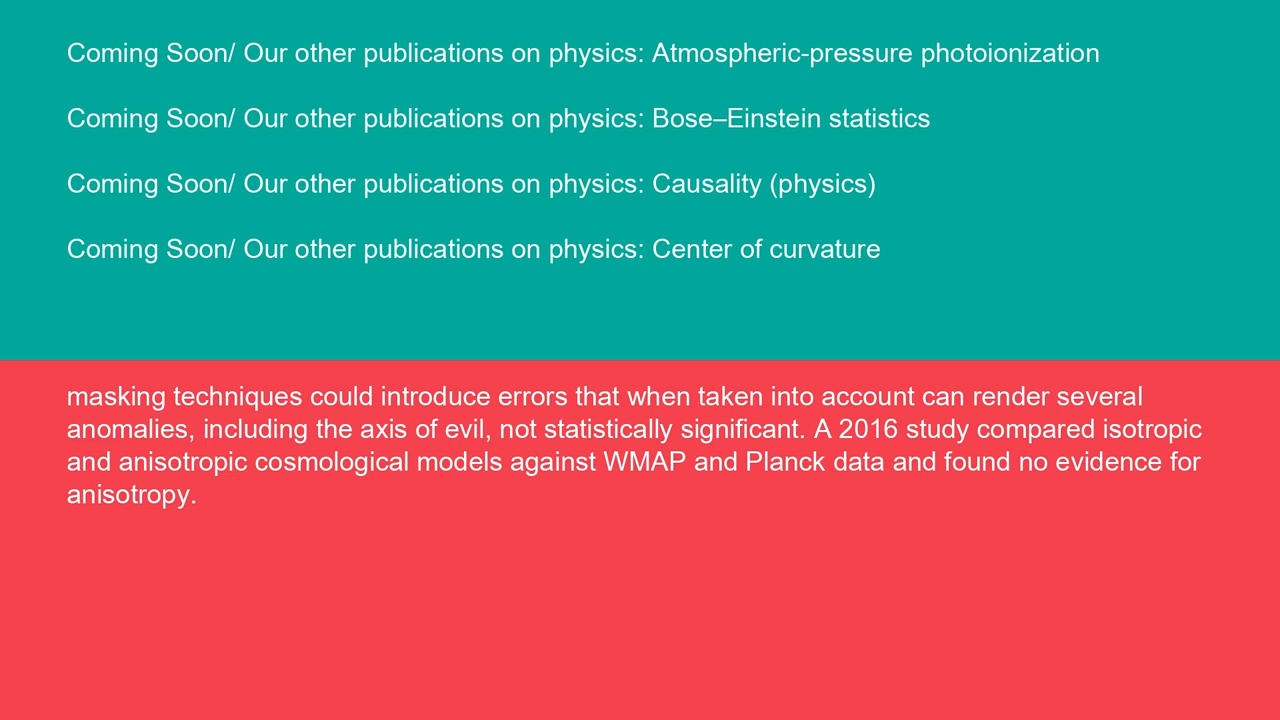 Coming Soon/ Our other publications on physics: Atmospheric-pressure photoionization
Coming Soon/ Our other publications on physics: Bose–Einstein statistics
Coming Soon/ Our other publications on physics: Causality (physics)
Coming Soon/ Our other publications on physics: Center of curvature
masking techniques could introduce errors that when taken into account can render several
anomalies, including the axis of evil, not statistically significant. A 2016 study compared isotropic
and anisotropic cosmological models against WMAP and Planck data and found no evidence for
anisotropy.